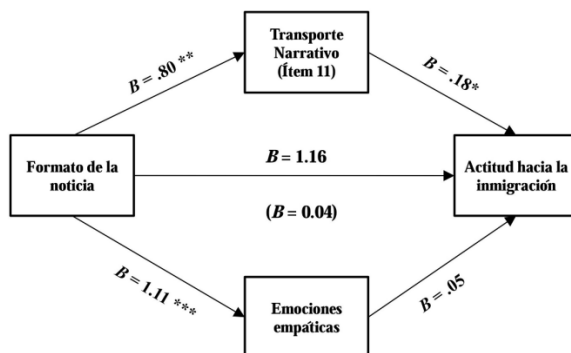 Transporte
Narrativo
(Ítem 11)
B = .80 **
B = .18*
Formato de la
noticia
B = 1.16
(B = 0.04)
Actitud hacia la
inmigración
B = 1.11 ***
B = .05
Emociones
empáticas